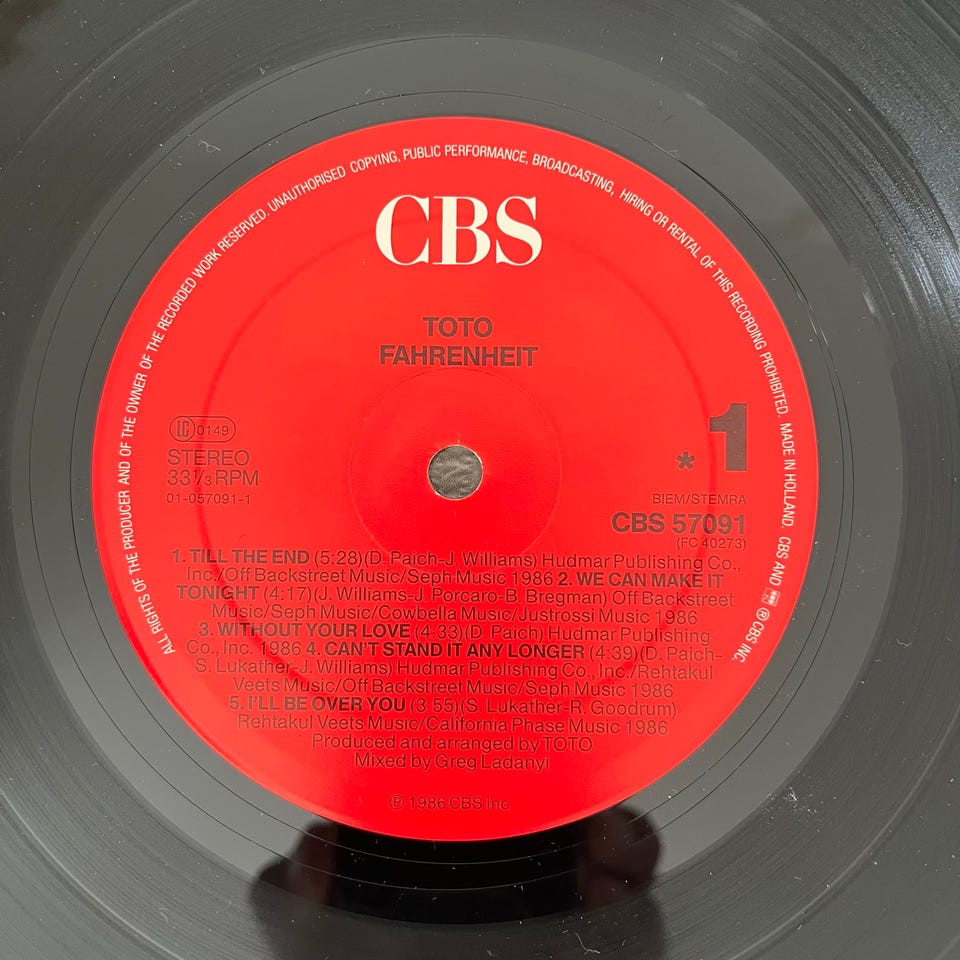 ALL RIGHTS OF THE PRODUCER AND OF THE OWNER OF THE RECORDED WORK RESERVED. UNAUTHORISED COPYING, PUBLIC PERFORMANCE, BROADCASTING, HIRING OR RENTAL OF THIS RECORDING PROHIBITED. MADE IN HOLLAND. CBS AND ℗ CBS INC.
CBS
TOTO
FAHRENHEIT
LC 0149
STEREO
33 1/3 RPM
01-057091-1
* 1
BIEM/STEMRA
CBS 57091
(FC 40273)
1. TILL THE END (5:28)(D. Paich-J. Williams) Hudmar Publishing Co.,
Inc./Off Backstreet Music/Seph Music 1986 2. WE CAN MAKE IT
TONIGHT (4:17)(J. Williams-J. Porcaro-B. Bregman) Off Backstreet
Music/Seph Music/Cowbella Music/Justrossi Music 1986
3. WITHOUT YOUR LOVE (4.33)(D. Paich) Hudmar Publishing
Co., Inc. 1986 4. CAN'T STAND IT ANY LONGER (4:39)(D. Paich-
S. Lukather-J. Williams) Hudmar Publishing Co., Inc./Rehtakul
Veets Music/Off Backstreet Music/Seph Music 1986
5. I'LL BE OVER YOU (3 55)(S. Lukather-R. Goodrum)
Rehtakul Veets Music/California Phase Music 1986
Produced and arranged by TOTO
Mixed by Greg Ladanyi
℗ 1986 CBS Inc